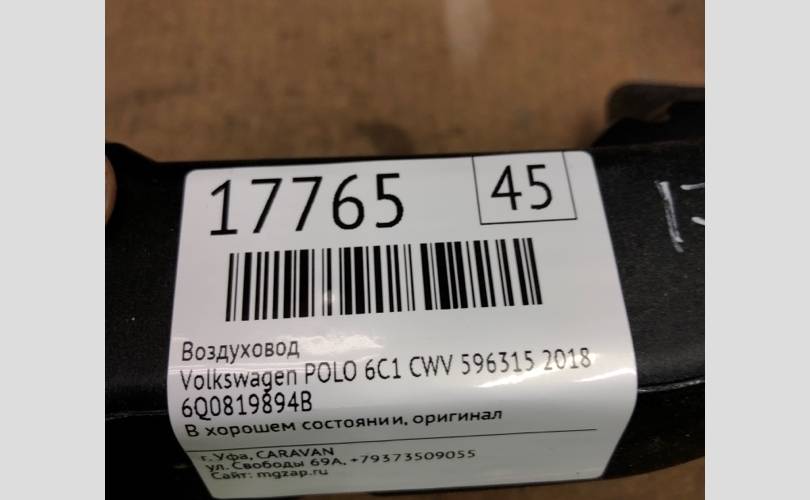 17765
45
Воздуховод
Volkswagen POLO 6C1 CWV 596315 2018
6Q0819894B
В хорошем состоянии, оригинал
г. Уфа, CARAVAN
ул. Свободы 69А, +79373509055
Сайт: mgzap.ru